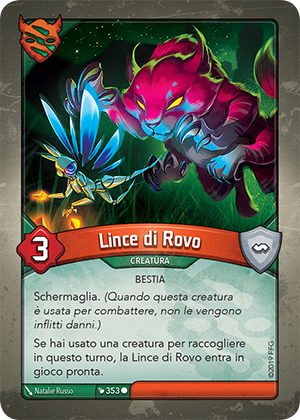 3
Lince di Rovo
CREATURA
BESTIA
Schermaglia. (Quando questa creatura
è usata per combattere, non le vengono
inflitti danni.)
Se hai usato una creatura per raccogliere
in questo turno, la Lince di Rovo entra in
gioco pronta.
Natalie Russo
353
©2019 FFG